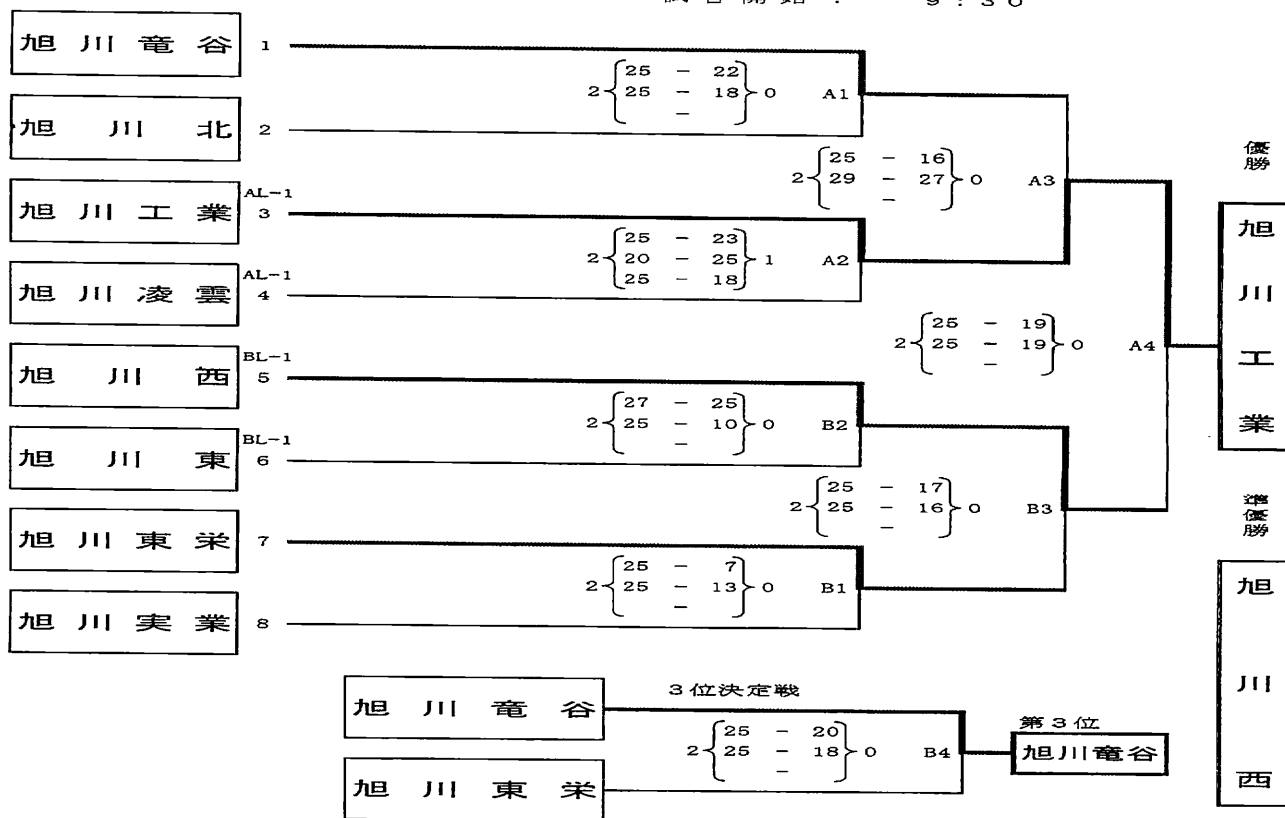 試合開始： 9：30
旭川竜谷 1
25 - 22
2 25 - 18 0 A1
-
旭川北 2
25 - 16
2 29 - 27 0 A3
-
優勝
旭川工業
AL-1
旭川工業 3
25 - 23
2 20 - 25 1 A2
25 - 18
AL-1
旭川凌雲 4
25 - 19
2 25 - 19 0 A4
-
BL-1
旭川西 5
27 - 25
2 25 - 10 0 B2
-
BL-1
旭川東 6
25 - 17
2 25 - 16 0 B3
-
準優勝
旭川西
旭川東栄 7
25 - 7
2 25 - 13 0 B1
-
旭川実業 8
3位決定戦
旭川竜谷
25 - 20
2 25 - 18 0 B4
-
旭川東栄
第3位
旭川竜谷